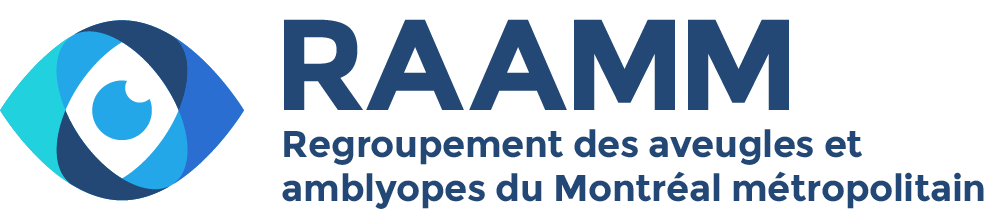 RAAMM
Regroupement des aveugles et
amblyopes du Montréal métropolitain